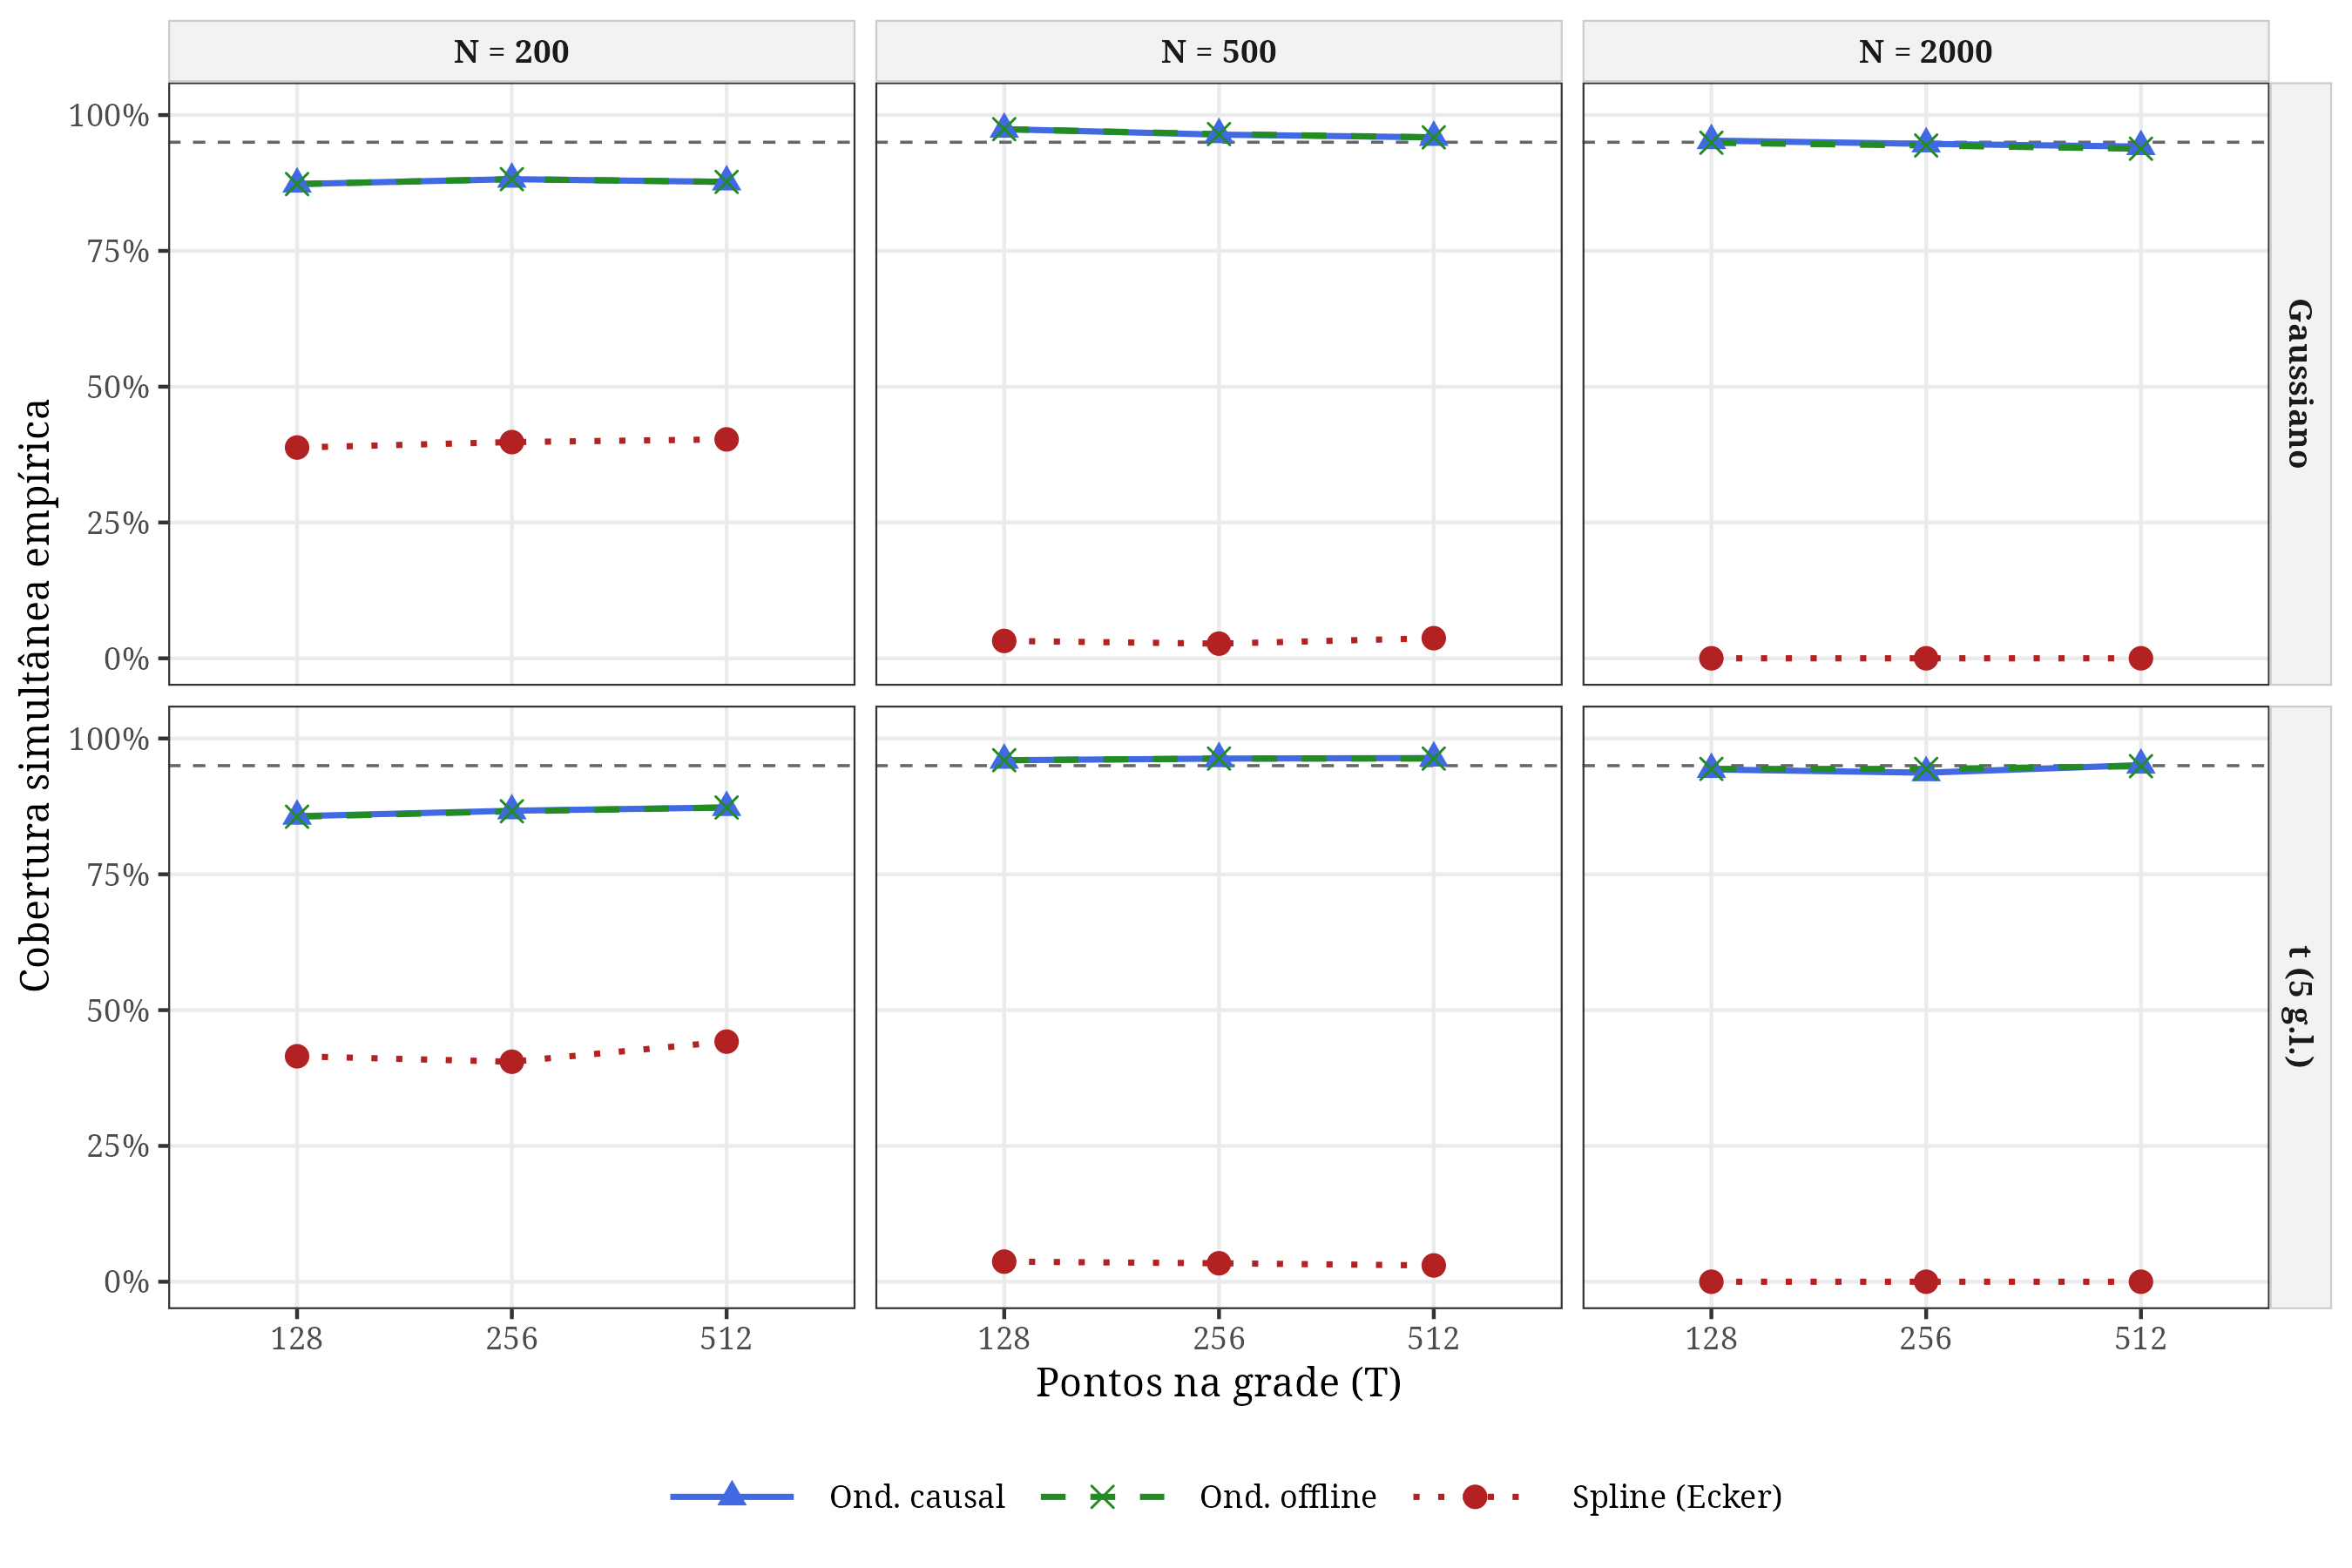 N = 200
N = 500
N = 2000
Cobertura simultânea empírica
100%
75%
50%
25%
0%
Gaussiano
100%
75%
50%
25%
0%
t (5 g.l.)
128 256 512
128 256 512
128 256 512
Pontos na grade (T)
Ond. causal
Ond. offline
Spline (Ecker)